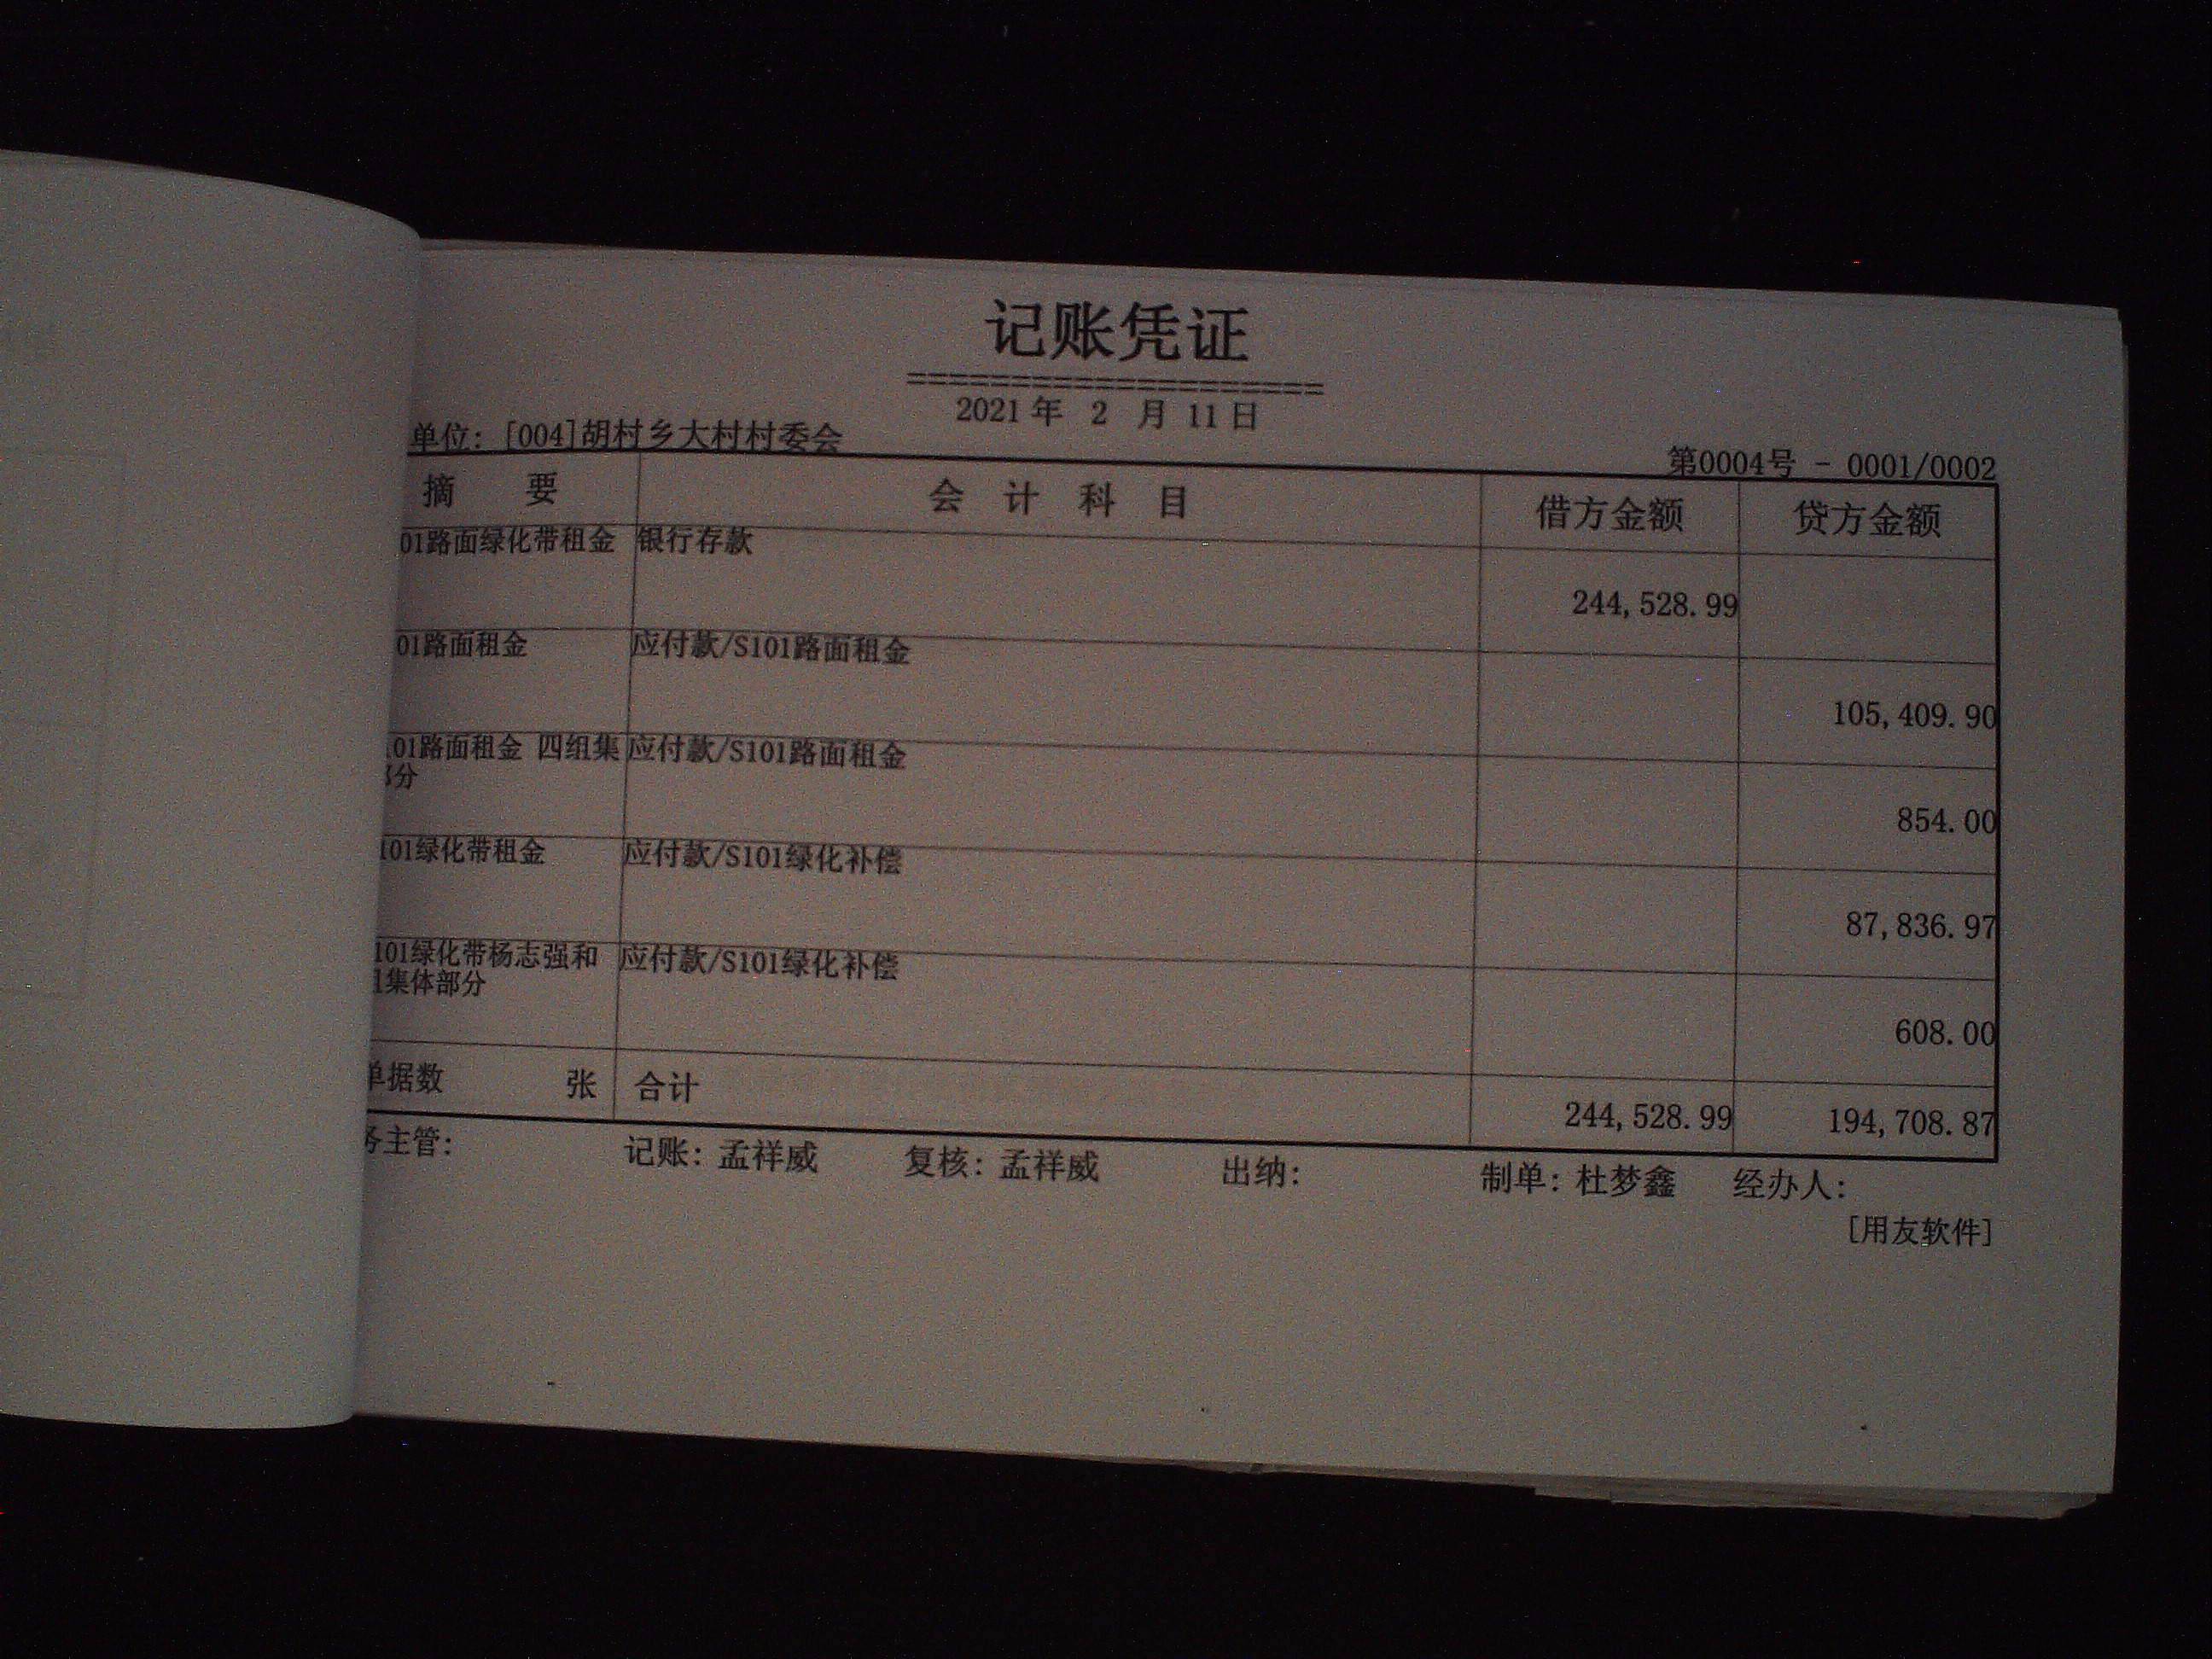 记账凭证
====================
2021 年 2 月 11 日
单位: [004]胡村乡大村村委会
第0004号 - 0001/0002
摘 要 会 计 科 目 借方金额 贷方金额
01路面绿化带租金 银行存款
244,528.99
01路面租金 应付款/S101路面租金
105,409.90
101路面租金 四组集 应付款/S101路面租金
部分
854.00
101绿化带租金 应付款/S101绿化补偿
87,836.97
101绿化带杨志强和 应付款/S101绿化补偿
集体部分
608.00
单据数 张 合计 244,528.99 194,708.87
务主管: 记账: 孟祥威 复核: 孟祥威 出纳: 制单: 杜梦鑫 经办人:
[用友软件]